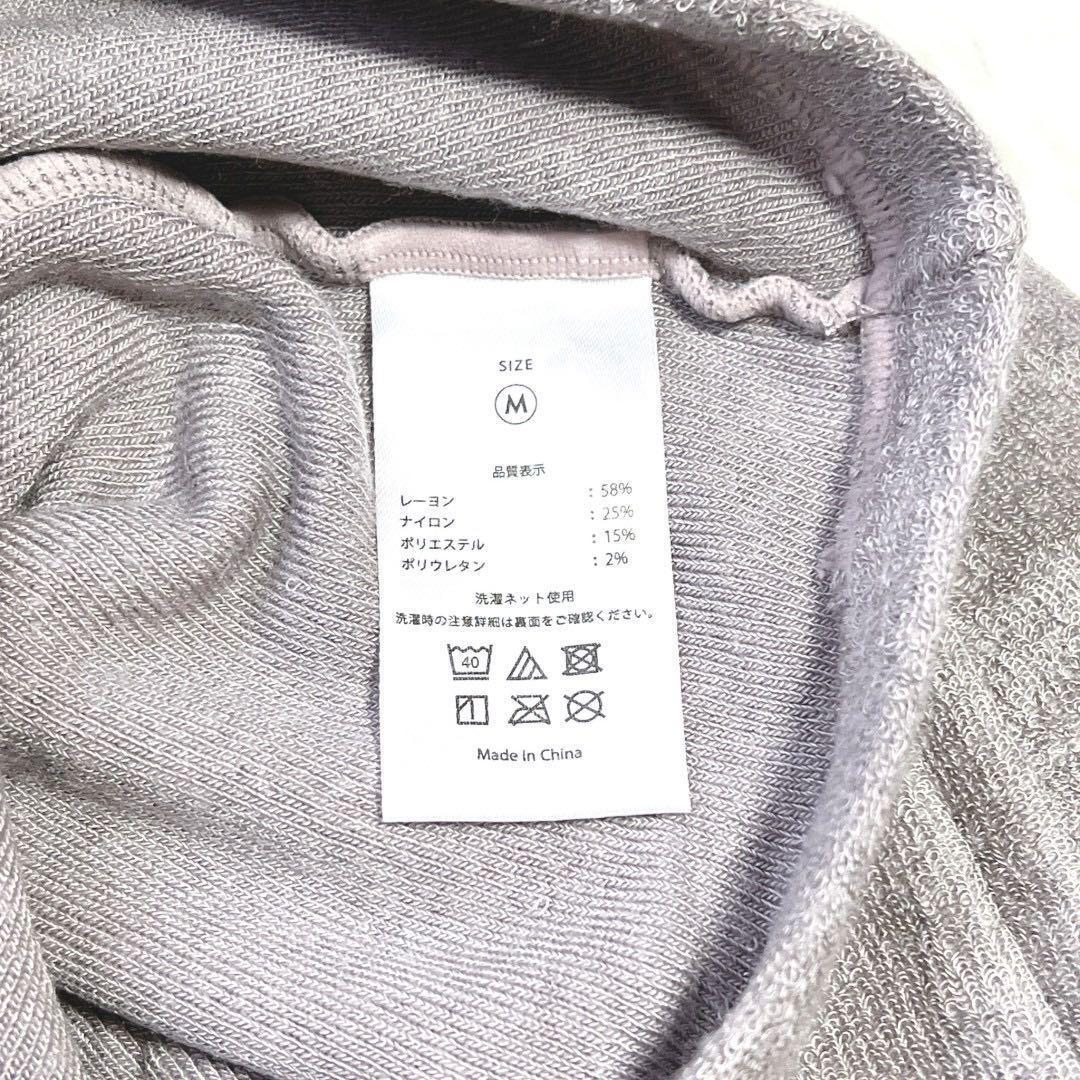 SIZE
M
品質表示
レーヨン : 58%
ナイロン : 25%
ポリエステル : 15%
ポリウレタン : 2%
洗濯ネット使用
洗濯時の注意詳細は裏面をご確認ください。
40
Made in China